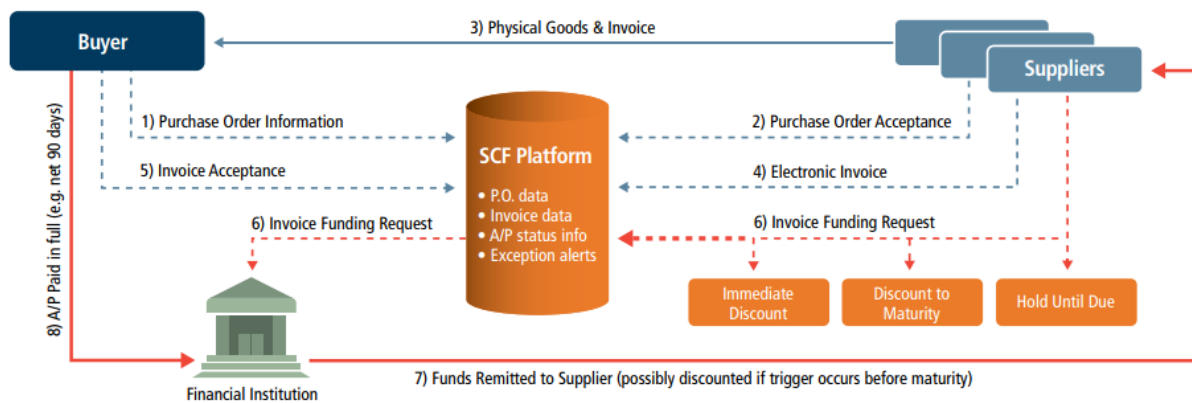 3) Physical Goods & Invoice
Buyer
Suppliers
1) Purchase Order Information
2) Purchase Order Acceptance
SCF Platform
5) Invoice Acceptance
4) Electronic Invoice
• P.O. data
• Invoice data
• A/P status info
• Exception alerts
6) Invoice Funding Request
6) Invoice Funding Request
8) A/P Paid in full (e.g. net 90 days)
Immediate
Discount
Discount to
Maturity
Hold Until Due
7) Funds Remitted to Supplier (possibly discounted if trigger occurs before maturity)
Financial Institution